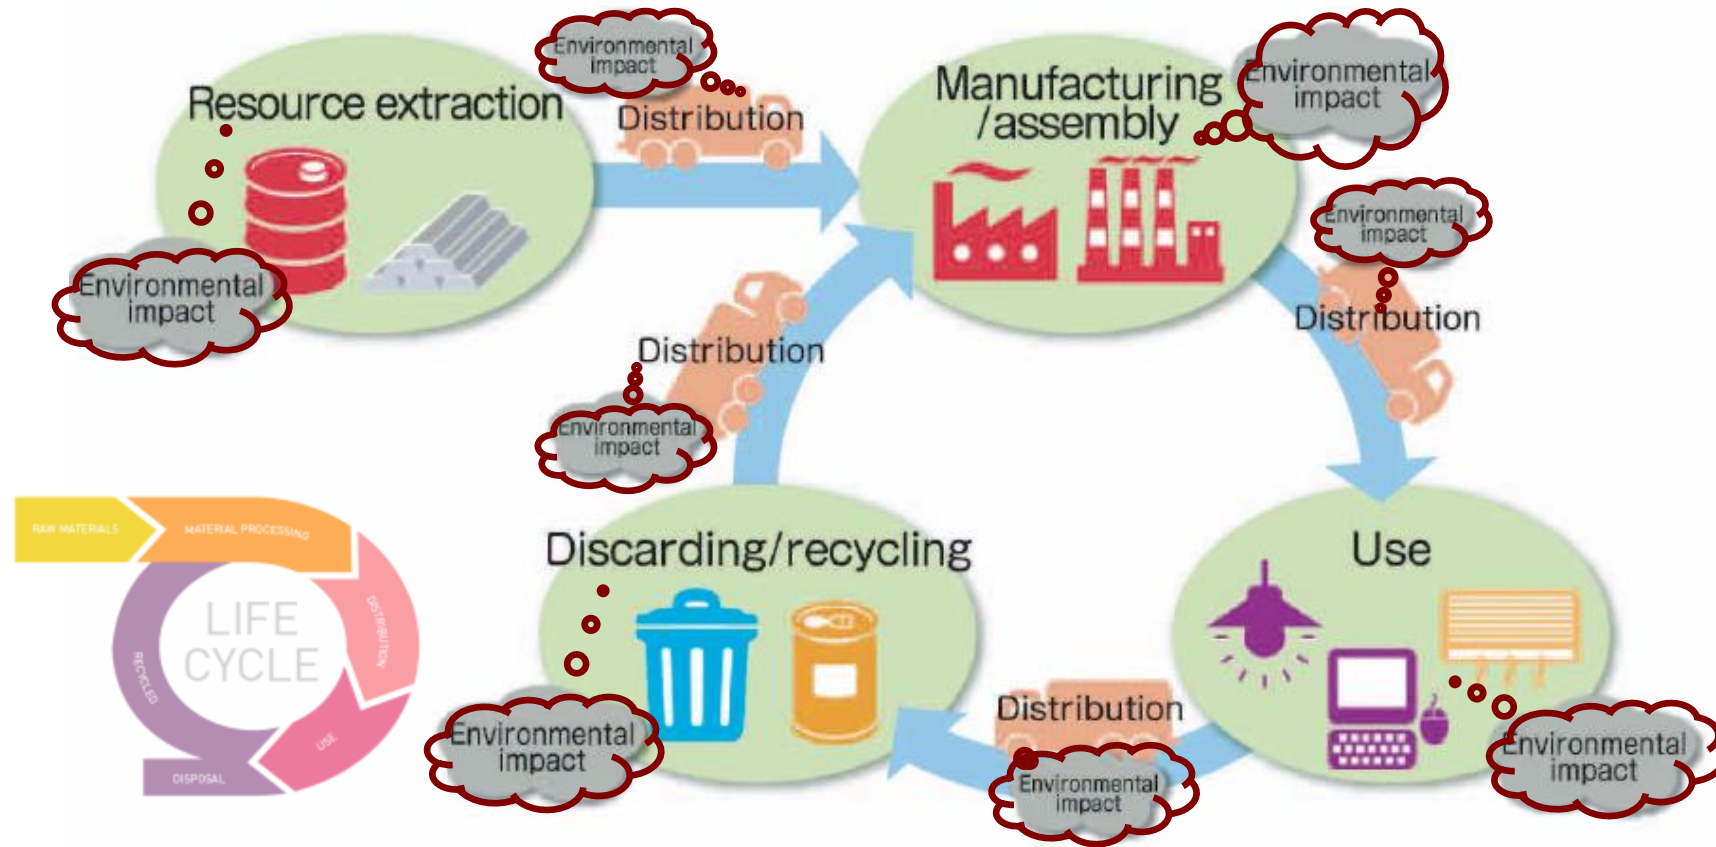 Environmental
impact
Resource extraction
Distribution
Manufacturing
/assembly
Environmental
impact
Environmental
impact
Distribution
Environmental
impact
Distribution
Environmental
impact
Discarding/recycling
Environmental
impact
Use
Environmental
impact
Distribution
Environmental
impact
RAW MATERIALS
MATERIAL PROCESSING
DISTRIBUTION
USE
RECYCLED
DISPOSAL
LIFE
CYCLE